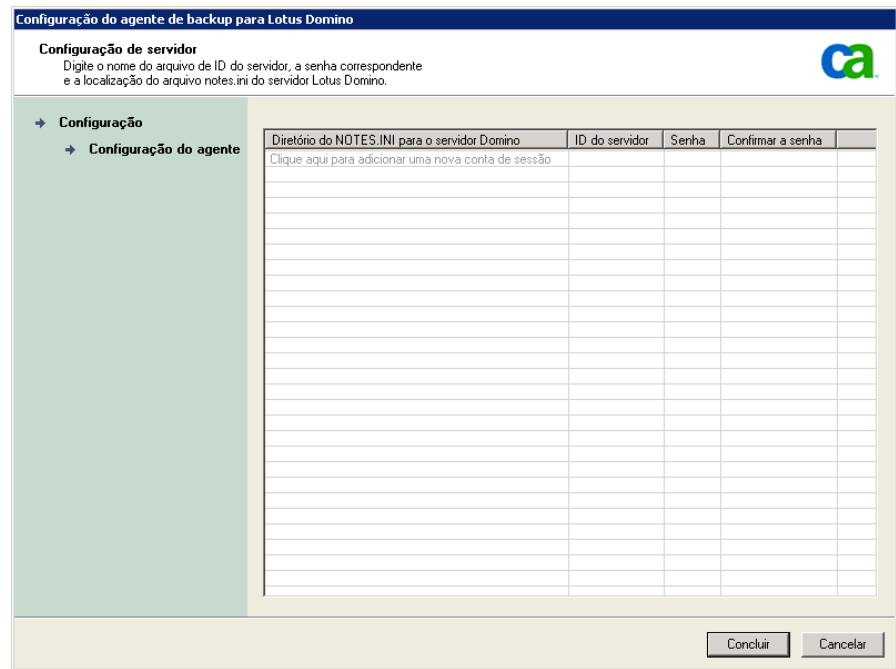 Configuração do agente de backup para Lotus Domino
Configuração de servidor
Digite o nome do arquivo de ID do servidor, a senha correspondente
e a localização do arquivo notes.ini do servidor Lotus Domino.
ca
Configuração
Configuração do agente
Diretório do NOTES.INI para o servidor Domino ID do servidor Senha Confirmar a senha
Clique aqui para adicionar uma nova conta de sessão
Concluir Cancelar